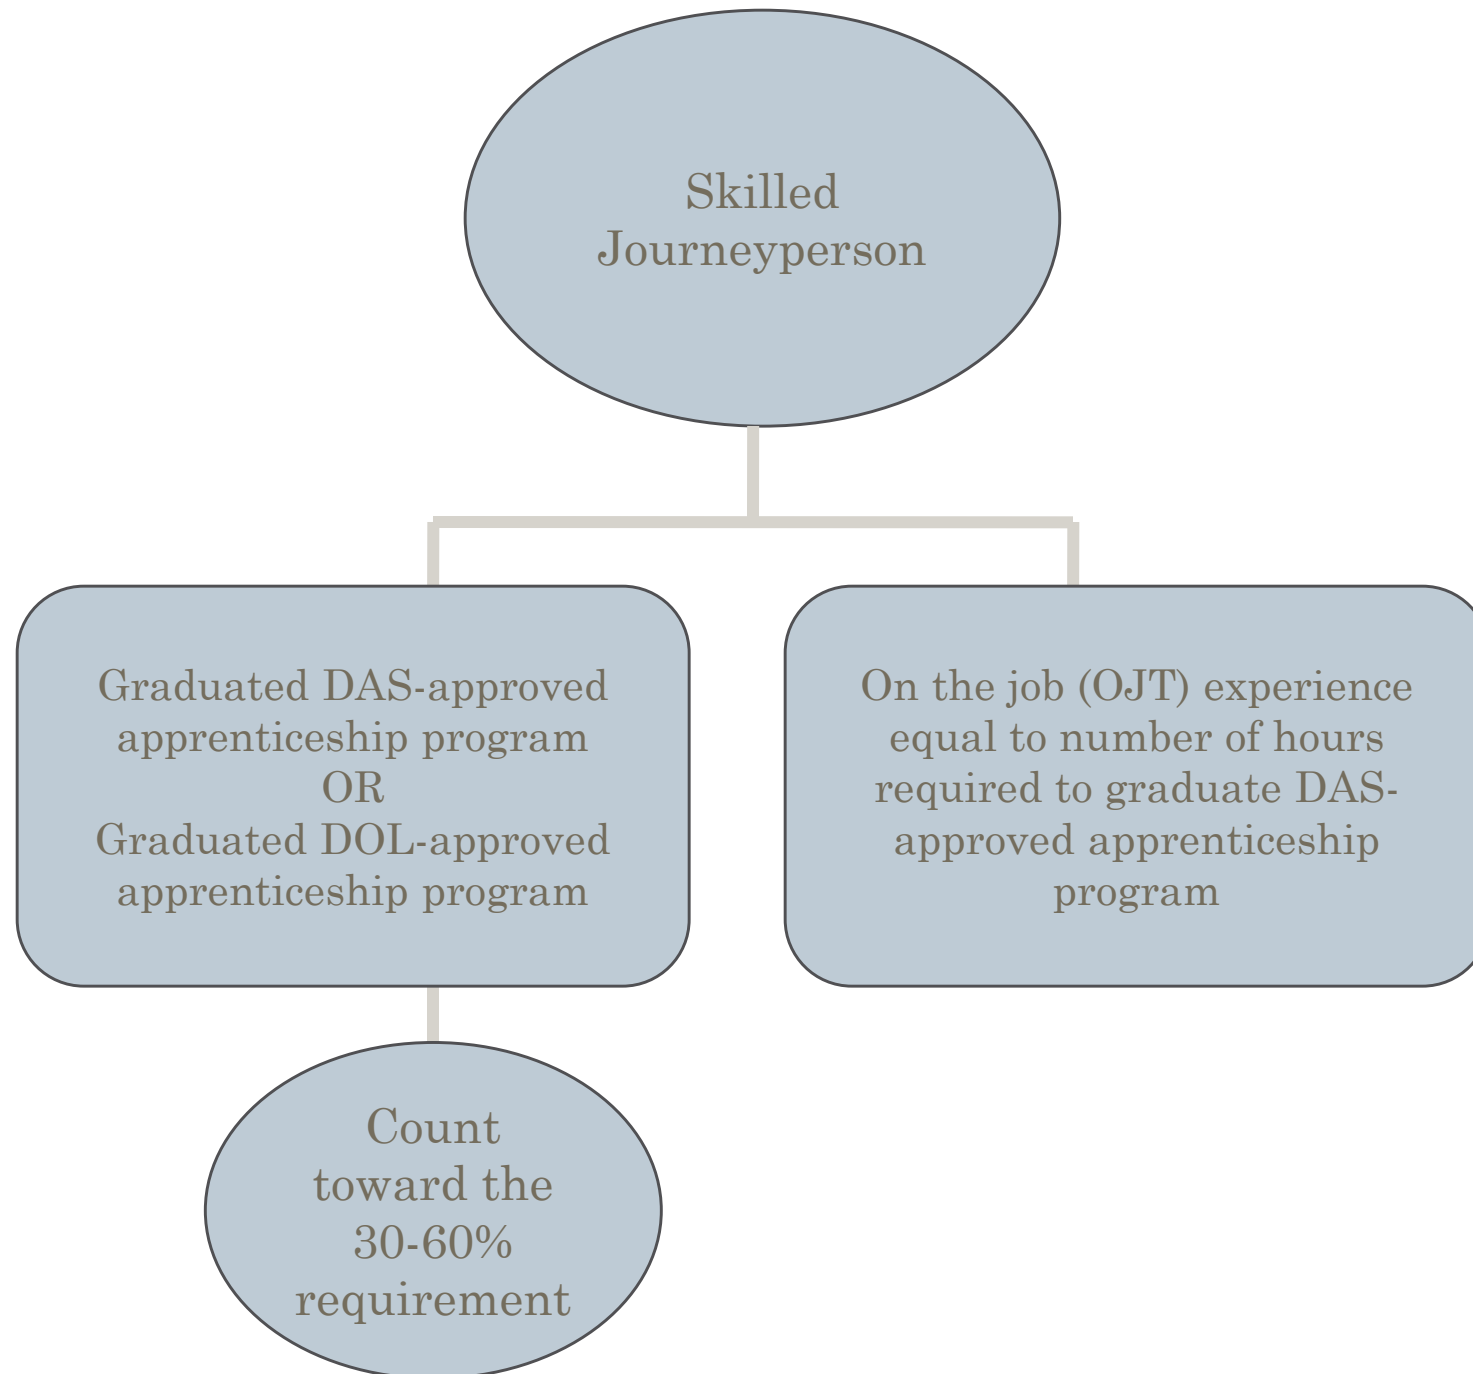 Skilled
Journeyperson
Graduated DAS-approved
apprenticeship program
OR
Graduated DOL-approved
apprenticeship program
On the job (OJT) experience
equal to number of hours
required to graduate DAS-
approved apprenticeship
program
Count
toward the
30-60%
requirement